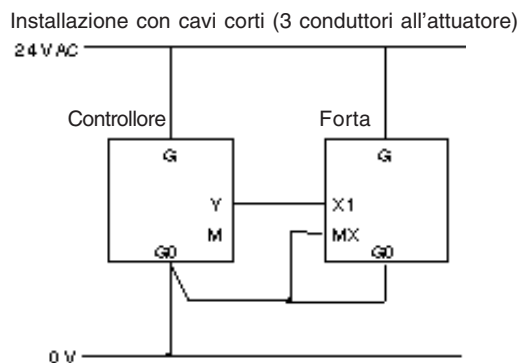 Installazione con cavi corti (3 conduttori all'attuatore)
24 V AC
Controllore
Forta
G
G
Y
X1
M
MX
G0
G0
0 V